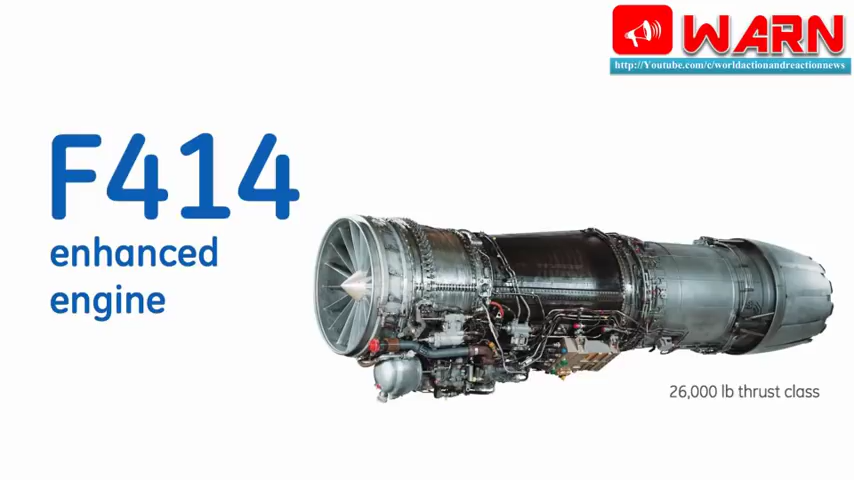 WARN
http://Youtube.com/c/worldactionandreactionnews
F414
enhanced
engine
26,000 lb thrust class